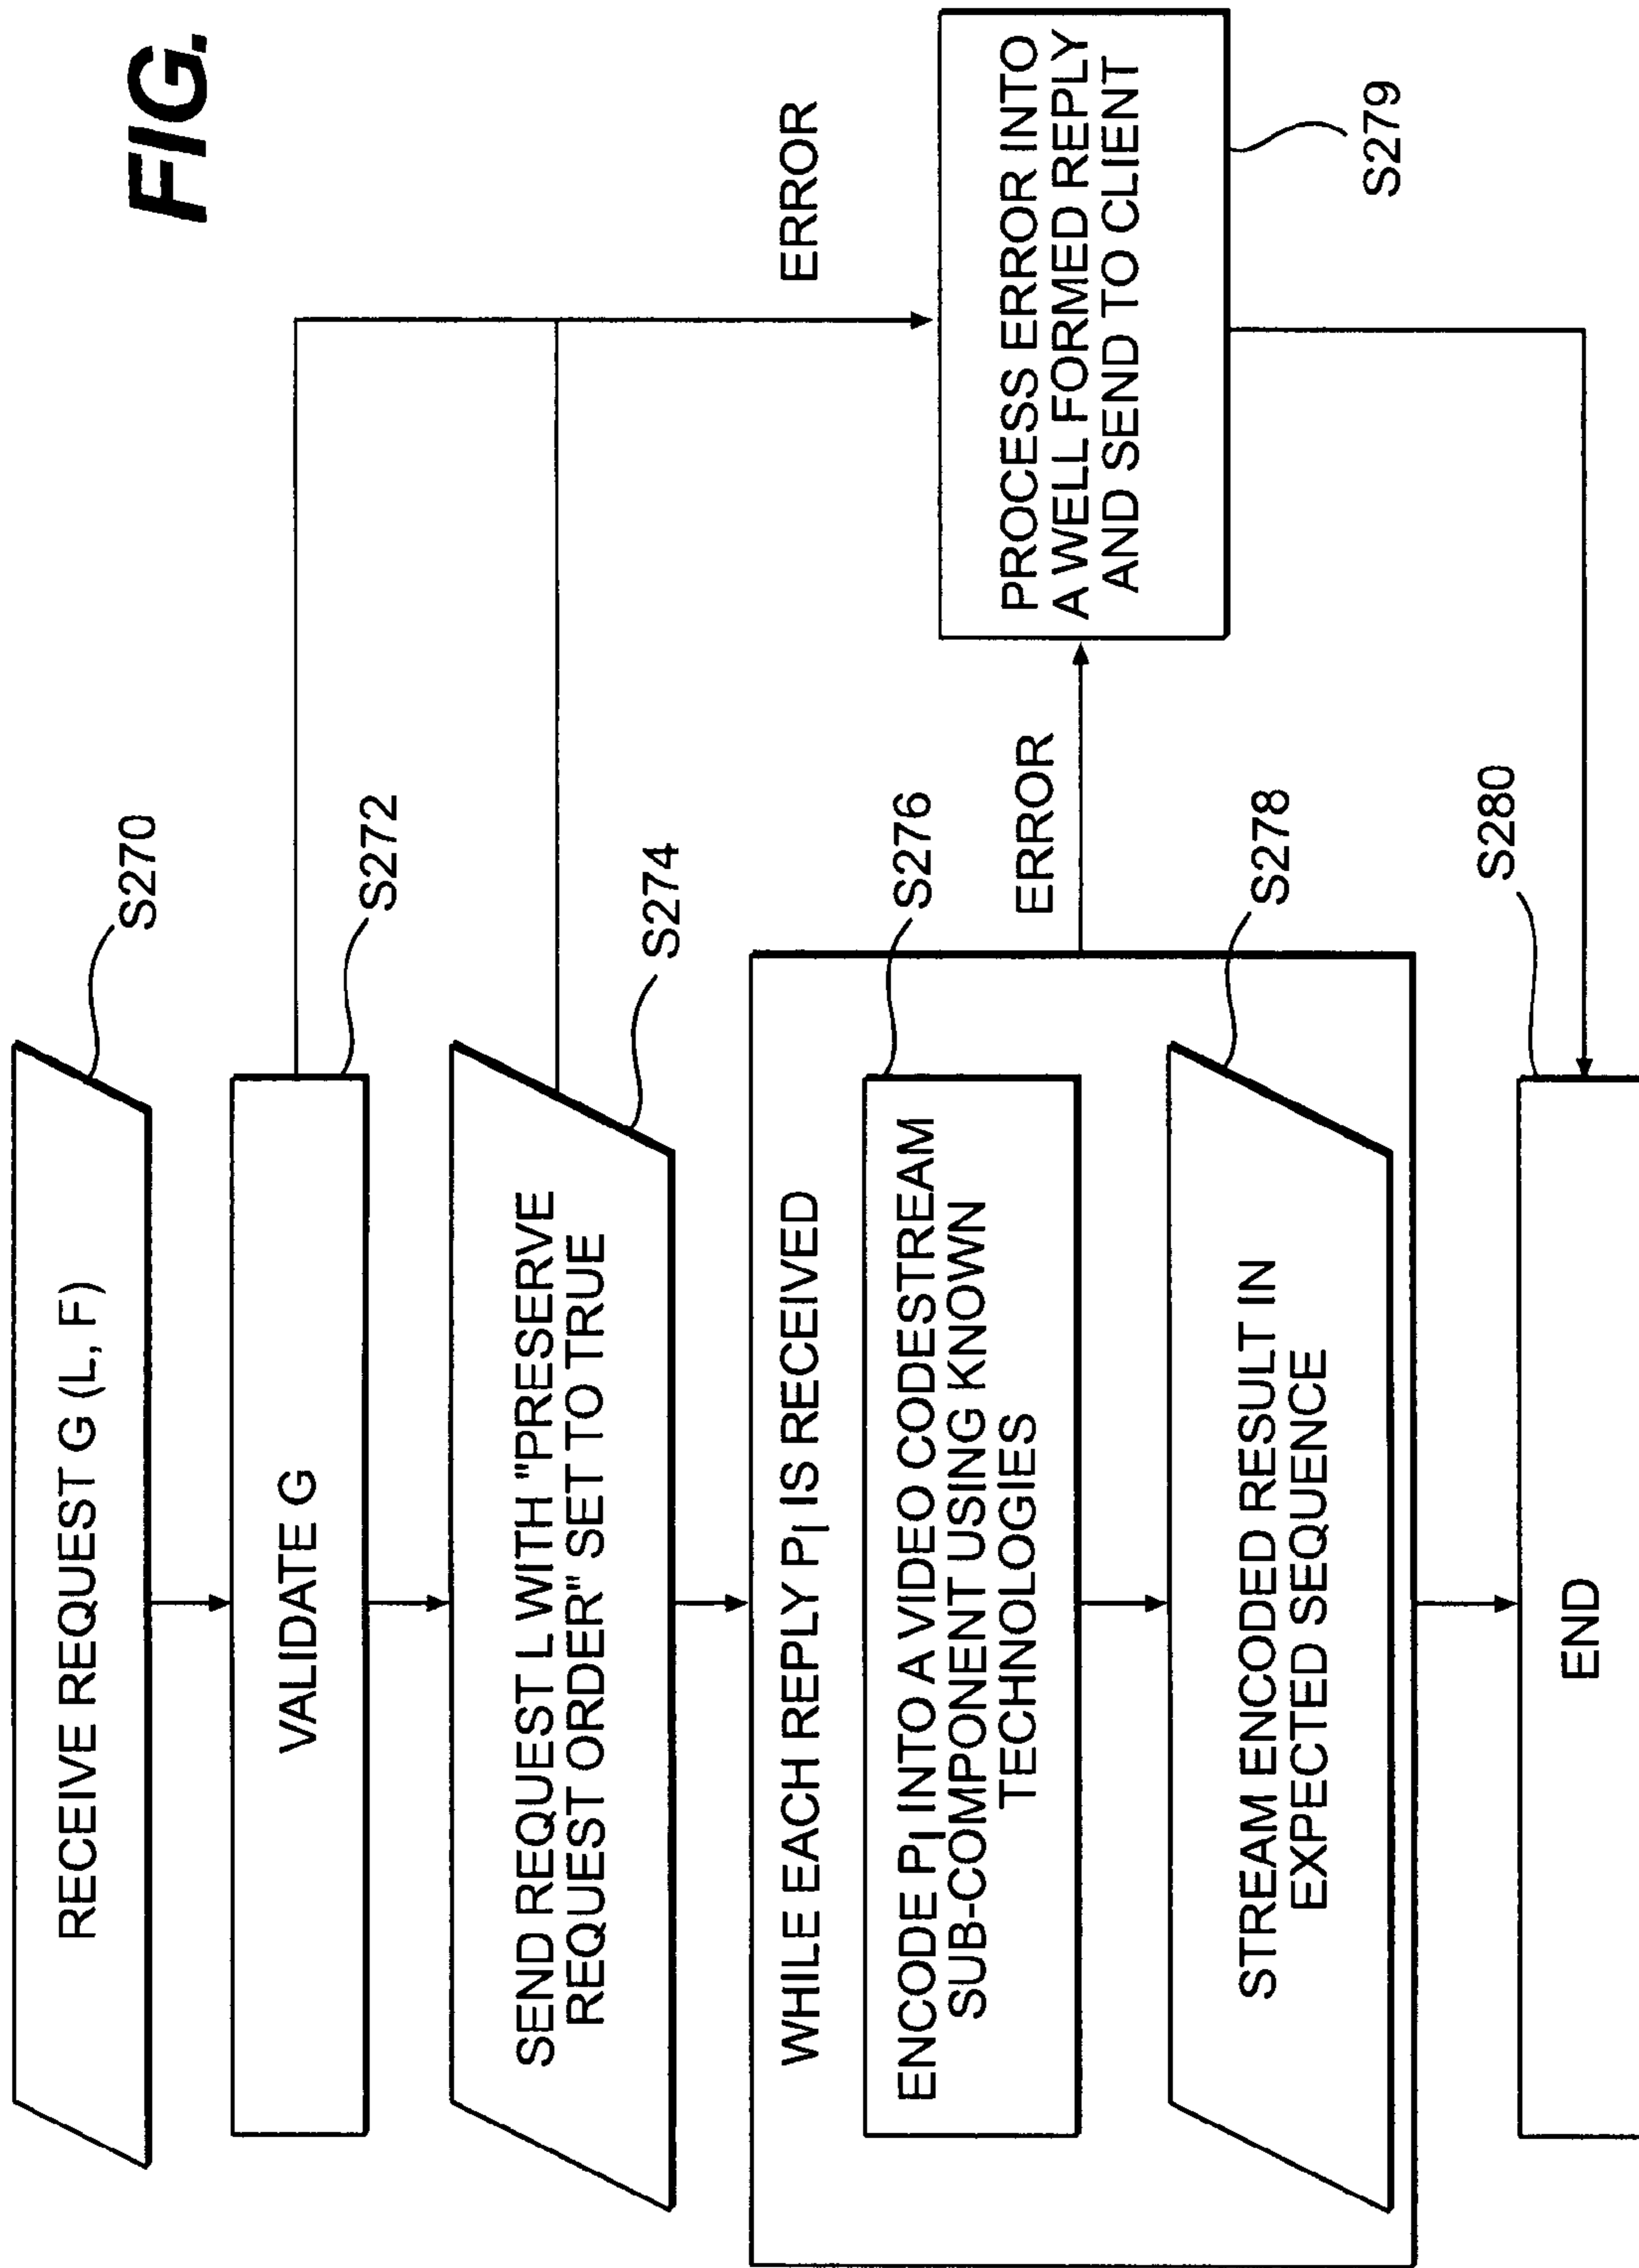 FIG.
RECEIVE REQUEST G (L, F)
S270
VALIDATE G
S272
SEND REQUEST L WITH "PRESERVE
REQUEST ORDER" SET TO TRUE
S274
ERROR
WHILE EACH REPLY PI IS RECEIVED
ENCODE PI INTO A VIDEO CODESTREAM
SUB-COMPONENT USING KNOWN
TECHNOLOGIES
S276
ERROR
PROCESS ERROR INTO
A WELL FORMED REPLY
AND SEND TO CLIENT
S279
STREAM ENCODED RESULT IN
EXPECTED SEQUENCE
S278
END
S280